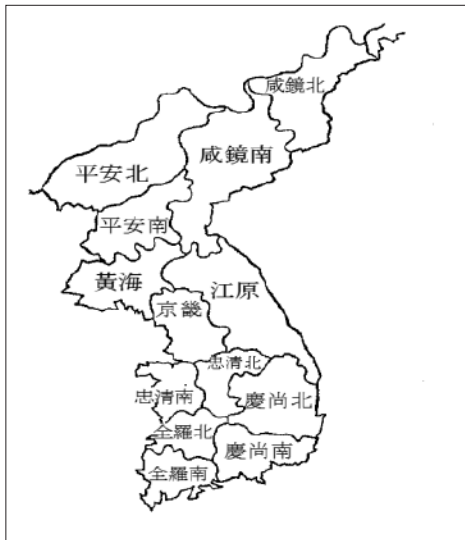 咸鏡北
咸鏡南
平安北
平安南
黃海
江原
京畿
忠清北
忠清南
慶尚北
全羅北
慶尚南
全羅南